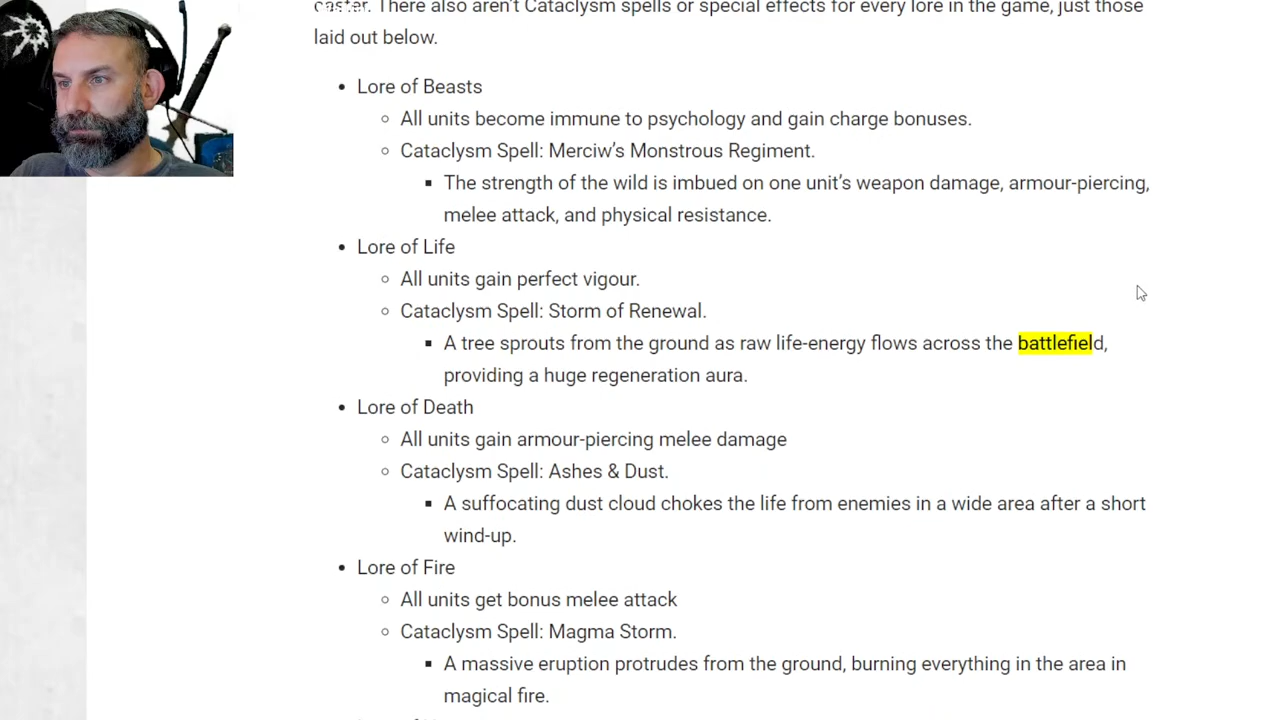 caster. There also aren't Cataclysm spells or special effects for every lore in the game, just those
laid out below.
• Lore of Beasts
◦ All units become immune to psychology and gain charge bonuses.
◦ Cataclysm Spell: Merciw's Monstrous Regiment.
▪ The strength of the wild is imbued on one unit's weapon damage, armour-piercing,
melee attack, and physical resistance.
• Lore of Life
◦ All units gain perfect vigour.
◦ Cataclysm Spell: Storm of Renewal.
▪ A tree sprouts from the ground as raw life-energy flows across the battlefield,
providing a huge regeneration aura.
• Lore of Death
◦ All units gain armour-piercing melee damage
◦ Cataclysm Spell: Ashes & Dust.
▪ A suffocating dust cloud chokes the life from enemies in a wide area after a short
wind-up.
• Lore of Fire
◦ All units get bonus melee attack
◦ Cataclysm Spell: Magma Storm.
▪ A massive eruption protrudes from the ground, burning everything in the area in
magical fire.